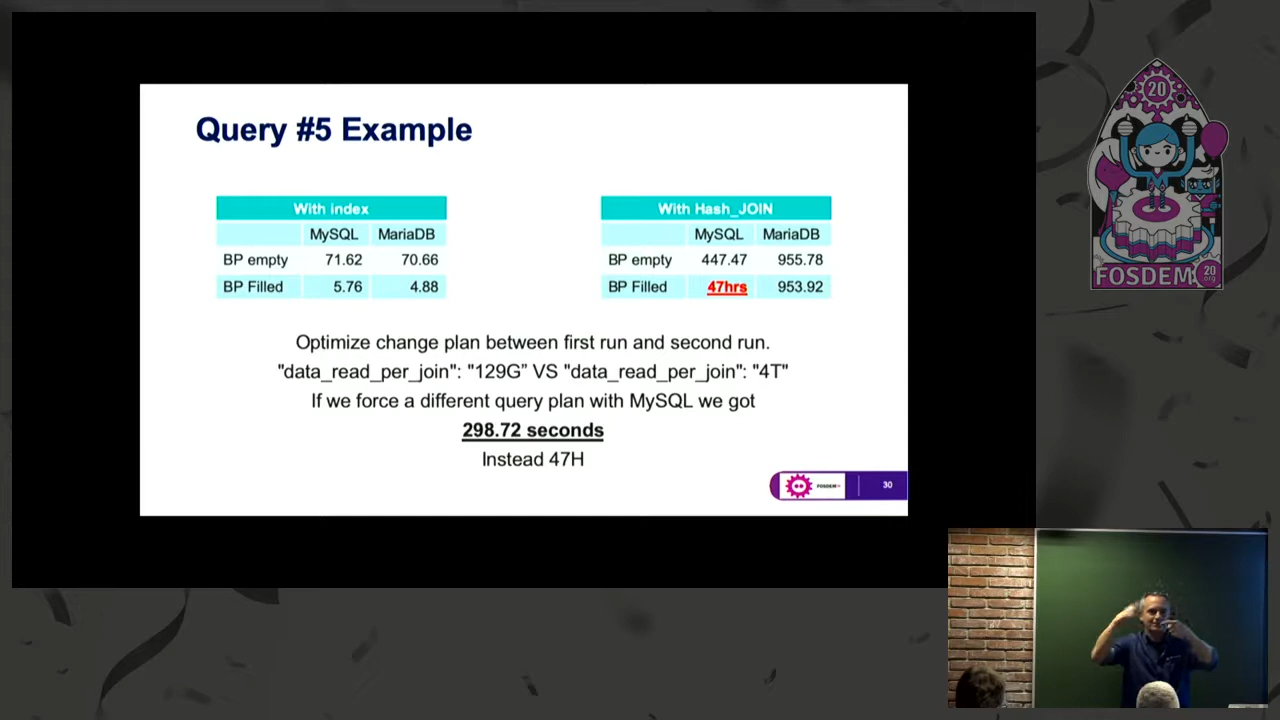 Query #5 Example
With index
MySQL MariaDB
BP empty 71.62 70.66
BP Filled 5.76 4.88
With Hash_JOIN
MySQL MariaDB
BP empty 447.47 955.78
BP Filled 47hrs 953.92
Optimize change plan between first run and second run.
"data_read_per_join": "129G” VS "data_read_per_join": "4T"
If we force a different query plan with MySQL we got
298.72 seconds
Instead 47H
FOSDEM
30
20
FOSDEM
20
.org